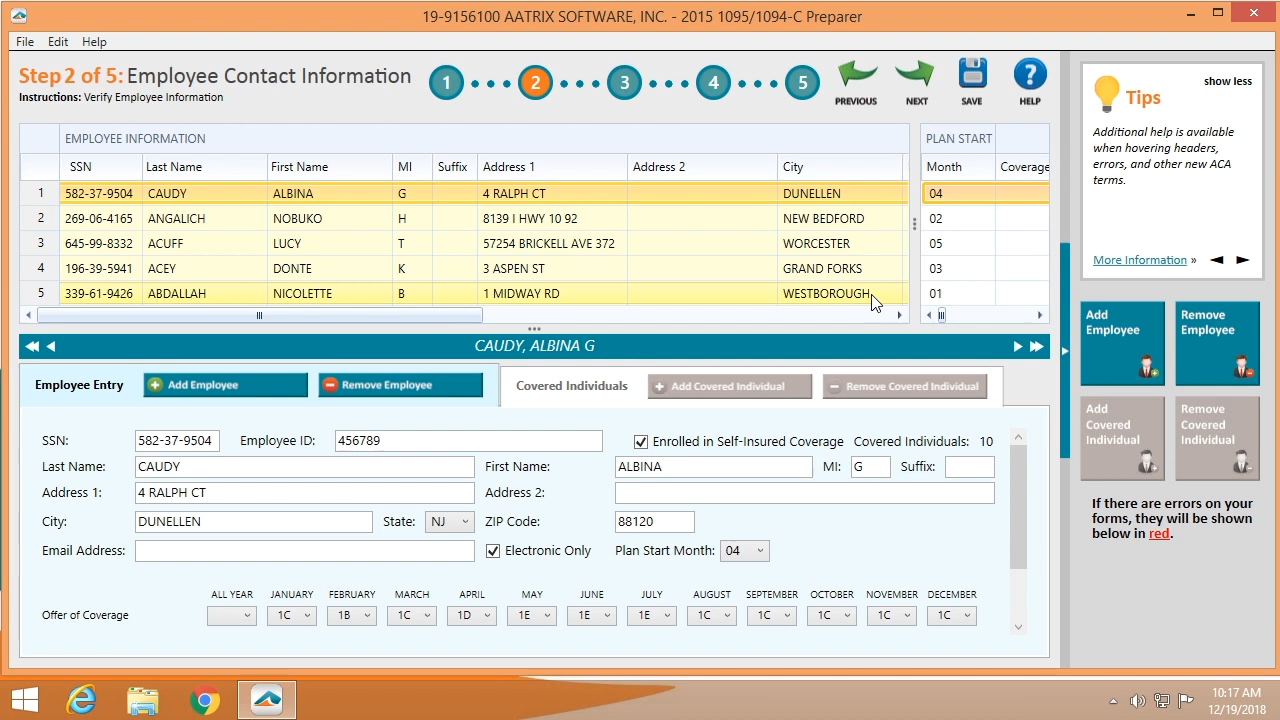 19-9156100 AATRIX SOFTWARE, INC. - 2015 1095/1094-C Preparer
File Edit Help
Step 2 of 5: Employee Contact Information
Instructions: Verify Employee Information
1 2 3 4 5
PREVIOUS NEXT SAVE HELP
EMPLOYEE INFORMATION PLAN START
SSN Last Name First Name MI Suffix Address 1 Address 2 City Month Coverage
1 582-37-9504 CAUDY ALBINA G 4 RALPH CT DUNELLEN 04
2 269-06-4165 ANGALICH NOBUKO H 8139 I HWY 10 92 NEW BEDFORD 02
3 645-99-8332 ACUFF LUCY T 57254 BRICKELL AVE 372 WORCESTER 05
4 196-39-5941 ACEY DONTE K 3 ASPEN ST GRAND FORKS 03
5 339-61-9426 ABDALLAH NICOLETTE B 1 MIDWAY RD WESTBOROUGH 01
CAUDY, ALBINA G
Employee Entry Add Employee Remove Employee Covered Individuals Add Covered Individual Remove Covered Individual
SSN: 582-37-9504 Employee ID: 456789 Enrolled in Self-Insured Coverage Covered Individuals: 10
Last Name: CAUDY First Name: ALBINA MI: G Suffix:
Address 1: 4 RALPH CT Address 2:
City: DUNELLEN State: NJ ZIP Code: 88120
Email Address: Electronic Only Plan Start Month: 04
ALL YEAR JANUARY FEBRUARY MARCH APRIL MAY JUNE JULY AUGUST SEPTEMBER OCTOBER NOVEMBER DECEMBER
Offer of Coverage 1C 1B 1C 1D 1E 1E 1E 1C 1C 1C 1C 1C
show less
Tips
Additional help is available
when hovering headers,
errors, and other new ACA
terms.
More Information »
Add
Employee
Remove
Employee
Add
Covered
Individual
Remove
Covered
Individual
If there are errors on your
forms, they will be shown
below in red.
10:17 AM
12/19/2018